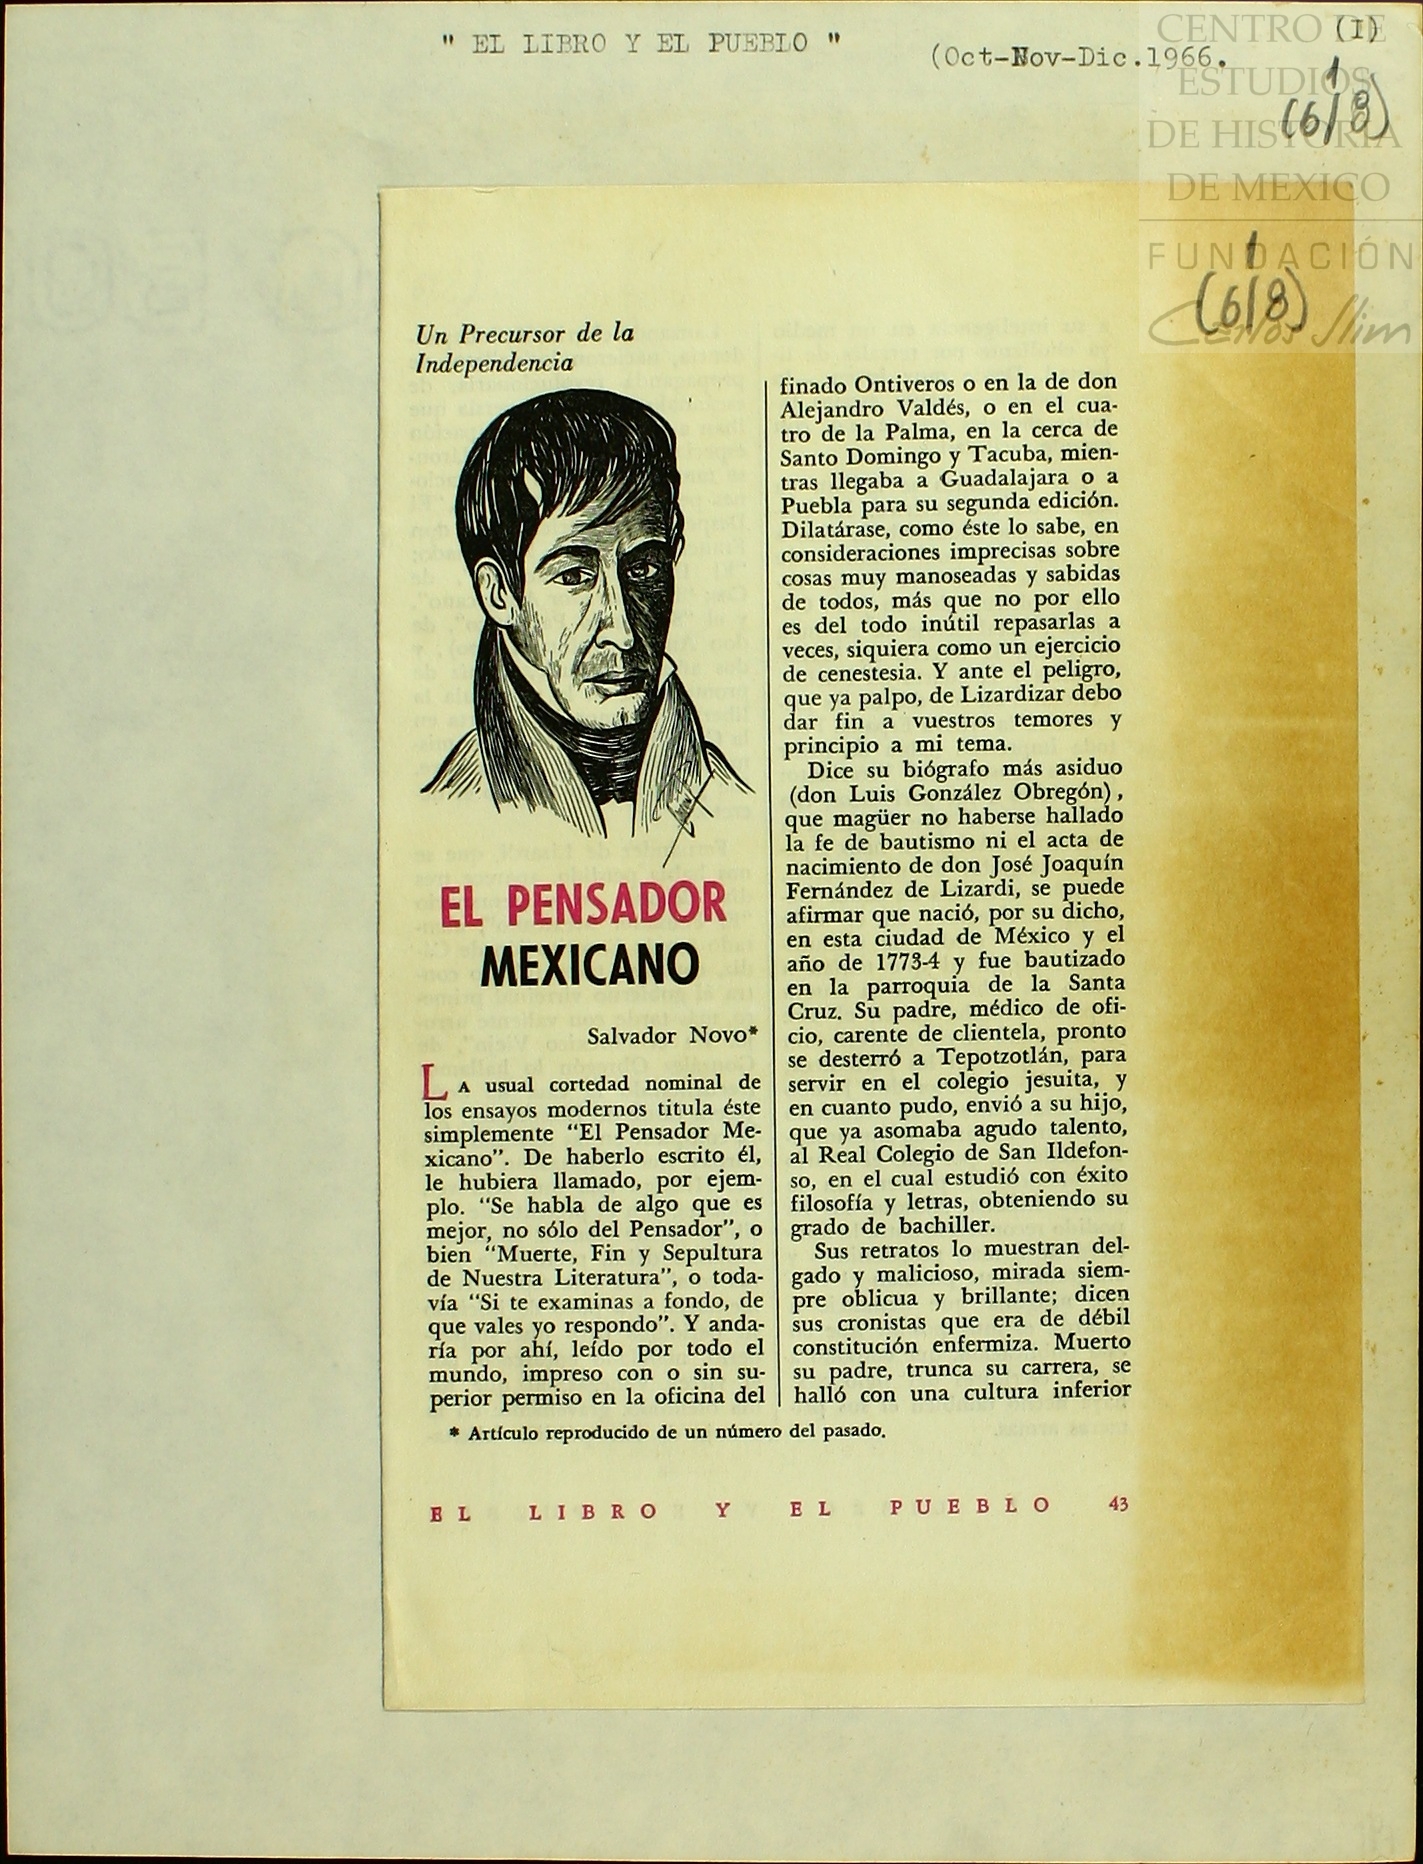 " EL LIBRO Y EL PUEBLO "
(Oct-Nov-Dic.1966.
(I)
1
(618)
CENTRO DE
ESTUDIOS
DE HISTORIA
DE MEXICO
FUNDACIÓN
Carlos Slim
1
(618)
Un Precursor de la
Independencia
EL PENSADOR
MEXICANO
Salvador Novo*
LA usual cortedad nominal de
los ensayos modernos titula éste
simplemente “El Pensador Me-
xicano”. De haberlo escrito él,
le hubiera llamado, por ejem-
plo. “Se habla de algo que es
mejor, no sólo del Pensador”, o
bien “Muerte, Fin y Sepultura
de Nuestra Literatura”, o toda-
vía “Si te examinas a fondo, de
que vales yo respondo”. Y anda-
ría por ahí, leído por todo el
mundo, impreso con o sin su-
perior permiso en la oficina del
finado Ontiveros o en la de don
Alejandro Valdés, o en el cua-
tro de la Palma, en la cerca de
Santo Domingo y Tacuba, mien-
tras llegaba a Guadalajara o a
Puebla para su segunda edición.
Dilatárase, como éste lo sabe, en
consideraciones imprecisas sobre
cosas muy manoseadas y sabidas
de todos, más que no por ello
es del todo inútil repasarlas a
veces, siquiera como un ejercicio
de cenestesia. Y ante el peligro,
que ya palpo, de Lizardizar debo
dar fin a vuestros temores y
principio a mi tema.
Dice su biógrafo más asiduo
(don Luis González Obregón),
que magüer no haberse hallado
la fe de bautismo ni el acta de
nacimiento de don José Joaquín
Fernández de Lizardi, se puede
afirmar que nació, por su dicho,
en esta ciudad de México y el
año de 1773-4 y fue bautizado
en la parroquia de la Santa
Cruz. Su padre, médico de ofi-
cio, carente de clientela, pronto
se desterró a Tepotzotlán, para
servir en el colegio jesuita, y
en cuanto pudo, envió a su hijo,
que ya asomaba agudo talento,
al Real Colegio de San Ildefon-
so, en el cual estudió con éxito
filosofía y letras, obteniendo su
grado de bachiller.
Sus retratos lo muestran del-
gado y malicioso, mirada siem-
pre oblicua y brillante; dicen
sus cronistas que era de débil
constitución enfermiza. Muerto
su padre, trunca su carrera, se
halló con una cultura inferior
* Artículo reproducido de un número del pasado.
EL LIBRO Y EL PUEBLO 43